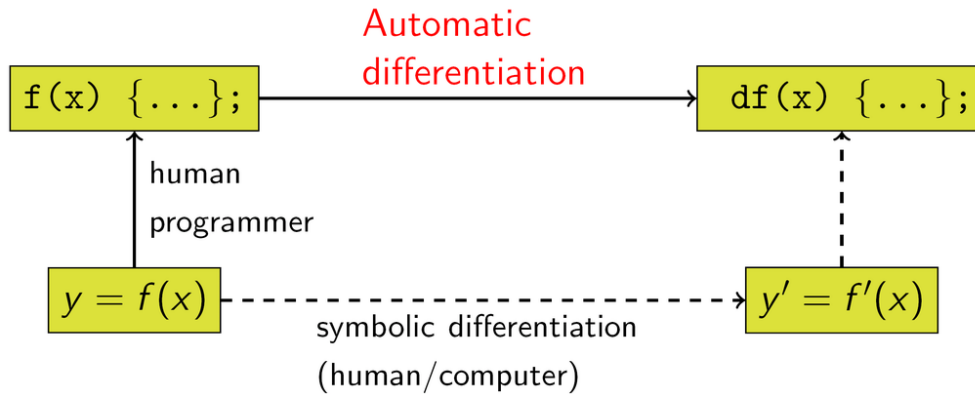 Automatic
differentiation
f(x) {...};
df(x) {...};
human
programmer
y = f(x)
y' = f'(x)
symbolic differentiation
(human/computer)